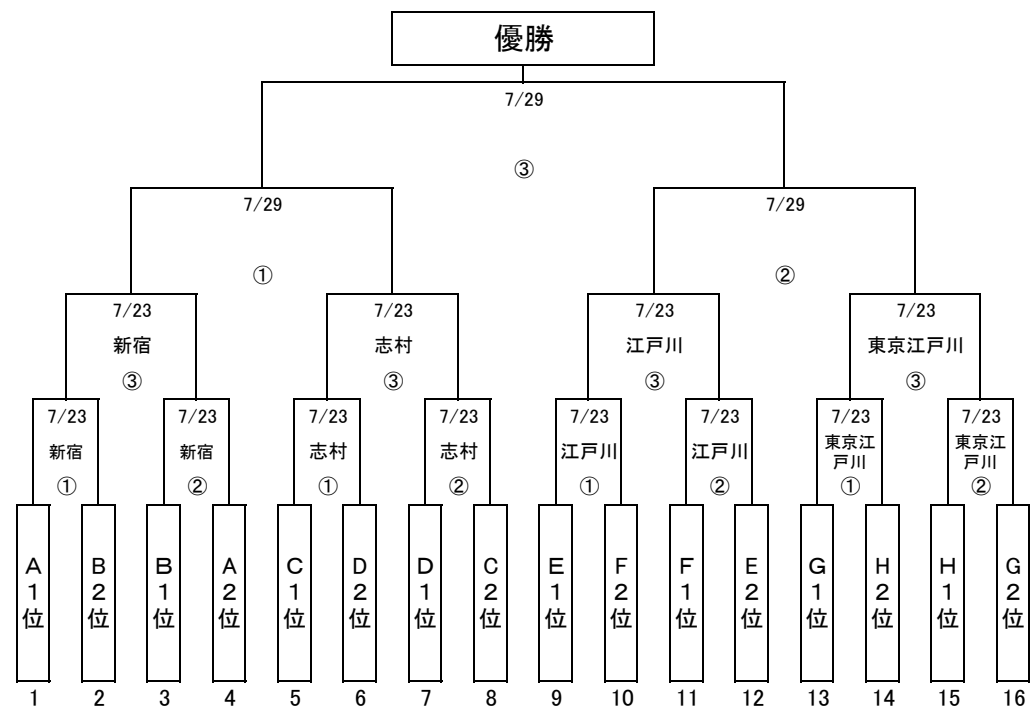 優勝
7/29
③
7/29 7/29
① ②
7/23 7/23 7/23 7/23
新宿 志村 江戸川 東京江戸川
③ ③ ③ ③
7/23 7/23 7/23 7/23 7/23 7/23 7/23 7/23
新宿 新宿 志村 志村 江戸川 江戸川 東京江戸川 東京江戸川
① ② ① ② ① ② ① ②
A1位 B2位 B1位 A2位 C1位 D2位 D1位 C2位 E1位 F2位 F1位 E2位 G1位 H2位 H1位 G2位
1 2 3 4 5 6 7 8 9 10 11 12 13 14 15 16